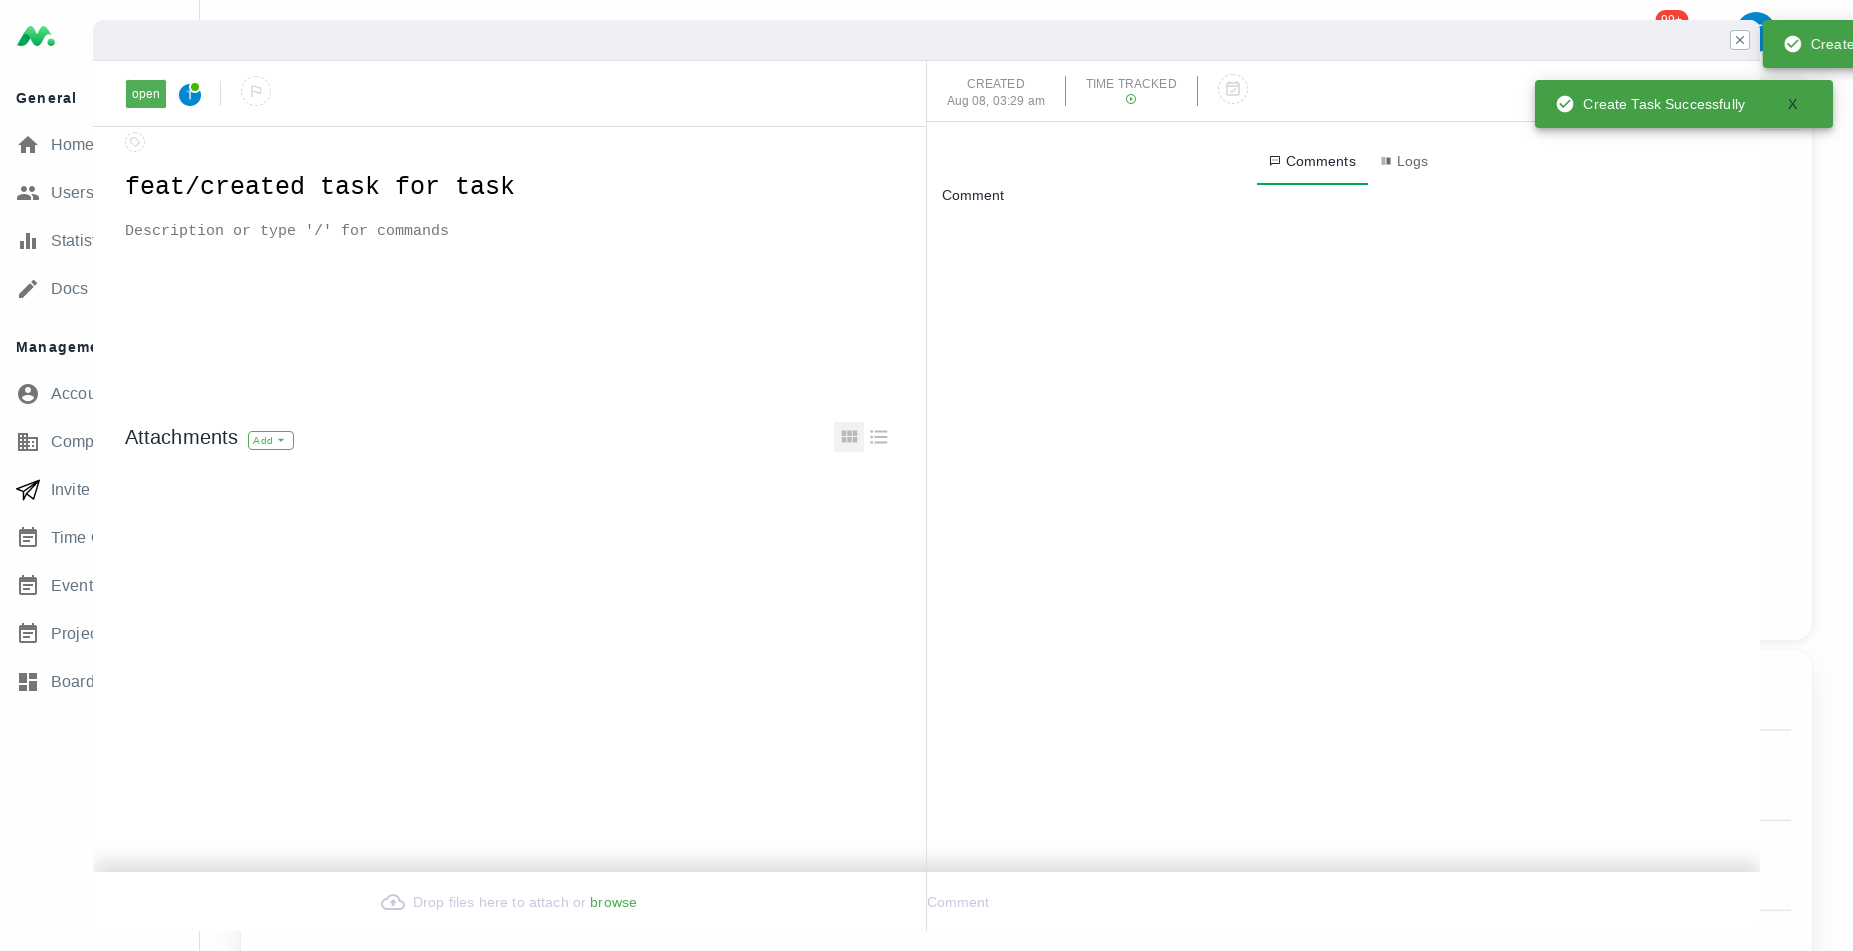 99+
Create
Create Task Successfully X
General
Home
Users
Statis
Docs
Manageme
Accou
Comp
Invite
Time
Event
Projec
Board
open
T
feat/created task for task
Description or type '/' for commands
Attachments Add
CREATED
Aug 08, 03:29 am
TIME TRACKED
Comments Logs
Comment
Drop files here to attach or browse
Comment